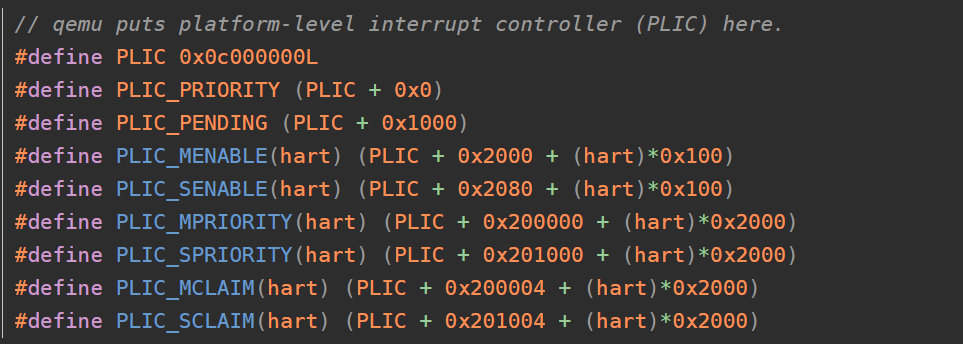 // qemu puts platform-level interrupt controller (PLIC) here.
#define PLIC 0x0c000000L
#define PLIC_PRIORITY (PLIC + 0x0)
#define PLIC_PENDING (PLIC + 0x1000)
#define PLIC_MENABLE(hart) (PLIC + 0x2000 + (hart)*0x100)
#define PLIC_SENABLE(hart) (PLIC + 0x2080 + (hart)*0x100)
#define PLIC_MPRIORITY(hart) (PLIC + 0x200000 + (hart)*0x2000)
#define PLIC_SPRIORITY(hart) (PLIC + 0x201000 + (hart)*0x2000)
#define PLIC_MCLAIM(hart) (PLIC + 0x200004 + (hart)*0x2000)
#define PLIC_SCLAIM(hart) (PLIC + 0x201004 + (hart)*0x2000)